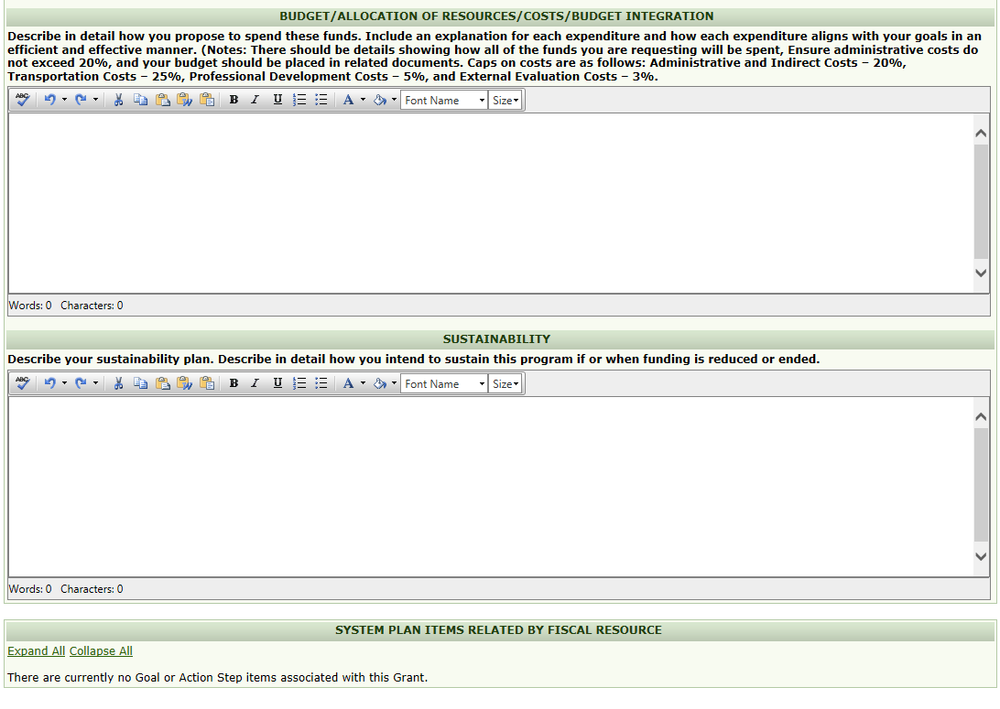 BUDGET/ALLOCATION OF RESOURCES/COSTS/BUDGET INTEGRATION
Describe in detail how you propose to spend these funds. Include an explanation for each expenditure and how each expenditure aligns with your goals in an
efficient and effective manner. (Notes: There should be details showing how all of the funds you are requesting will be spent, Ensure administrative costs do
not exceed 20%, and your budget should be placed in related documents. Caps on costs are as follows: Administrative and Indirect Costs – 20%,
Transportation Costs – 25%, Professional Development Costs – 5%, and External Evaluation Costs – 3%.
ABC B I U A Font Name Size
Words: 0 Characters: 0
SUSTAINABILITY
Describe your sustainability plan. Describe in detail how you intend to sustain this program if or when funding is reduced or ended.
ABC B I U A Font Name Size
Words: 0 Characters: 0
SYSTEM PLAN ITEMS RELATED BY FISCAL RESOURCE
Expand All Collapse All
There are currently no Goal or Action Step items associated with this Grant.